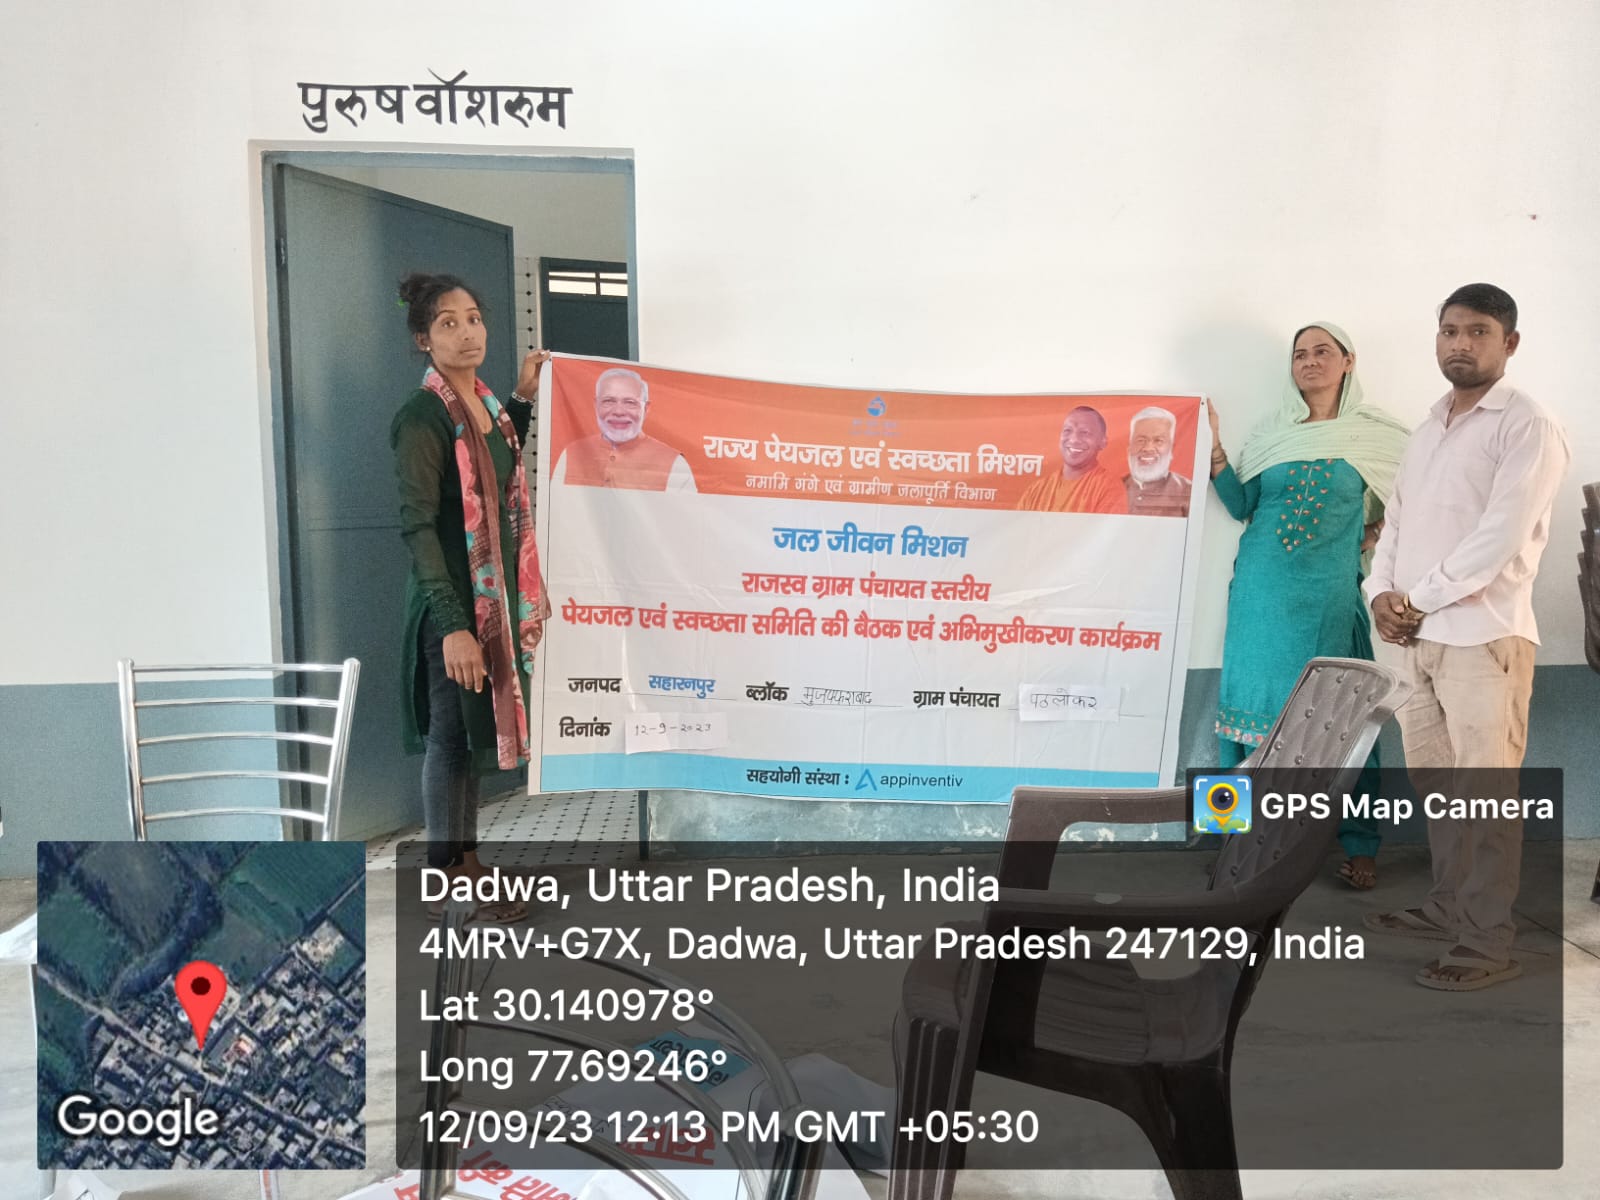 पुरुष वॉशरुम
राज्य पेयजल एवं स्वच्छता मिशन
नमामि गंगे एवं ग्रामीण जलापूर्ति विभाग
जल जीवन मिशन
राजस्व ग्राम पंचायत स्तरीय
पेयजल एवं स्वच्छता समिति की बैठक एवं अभिमुखीकरण कार्यक्रम
जनपद सहारनपुर ब्लॉक मुजफ्फराबाद ग्राम पंचायत पठलोकर
दिनांक 12-9-2023
सहयोगी संस्था : appinventiv
GPS Map Camera
Dadwa, Uttar Pradesh, India
4MRV+G7X, Dadwa, Uttar Pradesh 247129, India
Lat 30.140978°
Long 77.69246°
12/09/23 12:13 PM GMT +05:30
Google